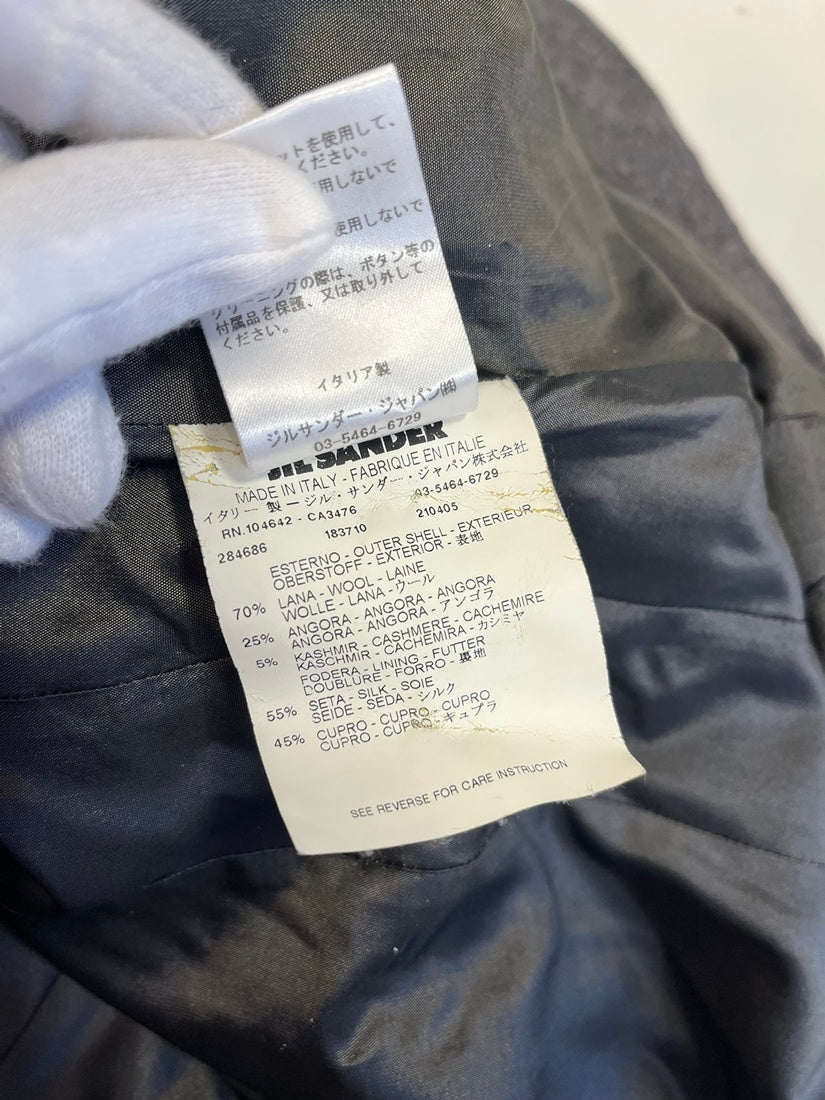 ットを使用して、
ください。
用しないで
使用しないで
クリーニングの際は、ボタン等の
付属品を保護、又は取り外して
ください。
イタリア製
ジルサンダー・ジャパン㈱
03-5464-6729
JIL SANDER
MADE IN ITALY - FABRIQUE EN ITALIE
イタリー製 ー ジル・サンダー・ジャパン株式会社
03-5464-6729
RN.104642 - CA3476
284686 183710 210405
ESTERNO - OUTER SHELL - EXTERIEUR
OBERSTOFF - EXTERIOR - 表地
70% LANA - WOOL - LAINE
WOLLE - LANA - ウール
25% ANGORA - ANGORA - ANGORA
ANGORA - ANGORA - アンゴラ
5% KASHMIR - CASHMERE - CACHEMIRE
KASCHMIR - CACHEMIRA - カシミヤ
FODERA - LINING - FUTTER
DOUBLURE - FORRO - 裏地
55% SETA - SILK - SOIE
SEIDE - SEDA - シルク
45% CUPRO - CUPRO - CUPRO
CUPRO - CUPRO - キュプラ
SEE REVERSE FOR CARE INSTRUCTION